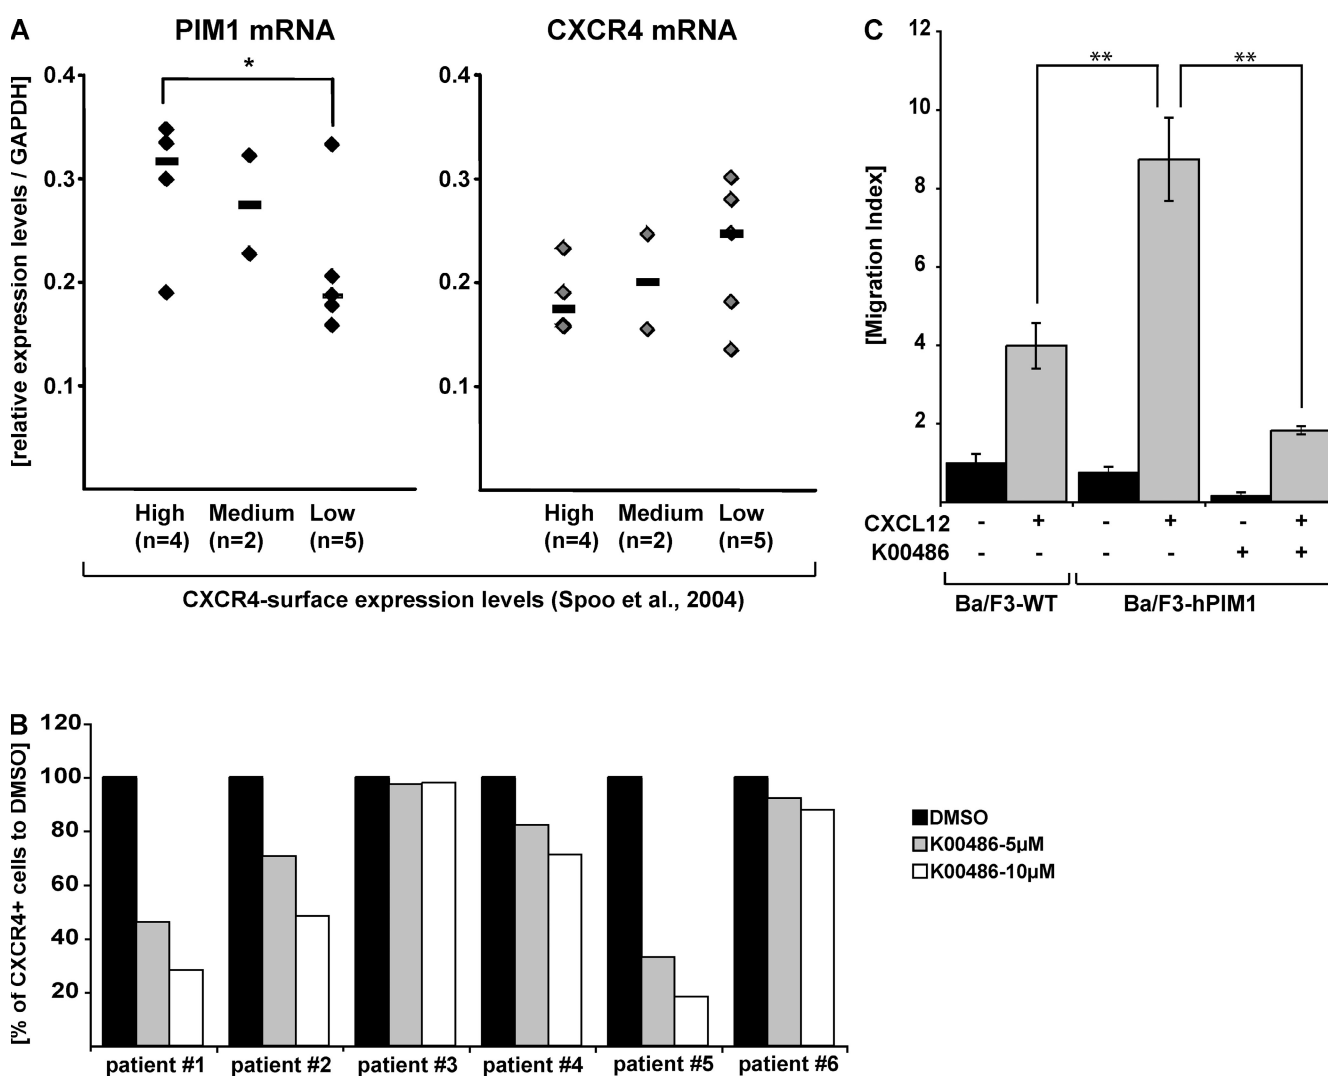 A
PIM1 mRNA
CXCR4 mRNA
[relative expression levels / GAPDH]
0.4
0.3
0.2
0.1
*
0.4
0.3
0.2
0.1
High Medium Low
(n=4) (n=2) (n=5)
High Medium Low
(n=4) (n=2) (n=5)
CXCR4-surface expression levels (Spoo et al., 2004)
C
[Migration Index]
12
10
8
6
4
2
** **
CXCL12 - + - + - +
K00486 - - - - + +
Ba/F3-WT Ba/F3-hPIM1
B
[% of CXCR4+ cells to DMSO]
120
100
80
60
40
20
patient #1 patient #2 patient #3 patient #4 patient #5 patient #6
DMSO
K00486-5µM
K00486-10µM